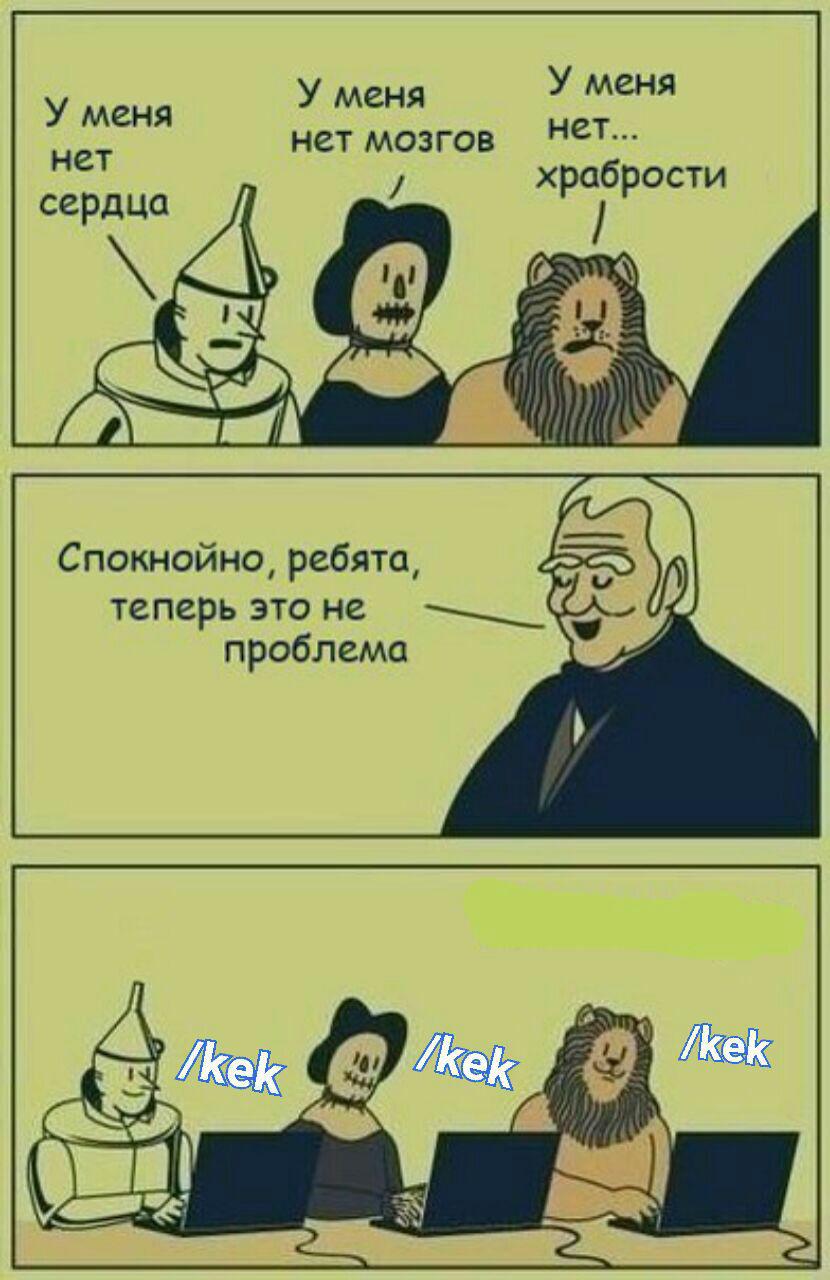 У меня
нет
сердца
У меня
нет мозгов
У меня
нет...
храбрости
Спокнойно, ребята,
теперь это не
проблема
/kek
/kek
/kek